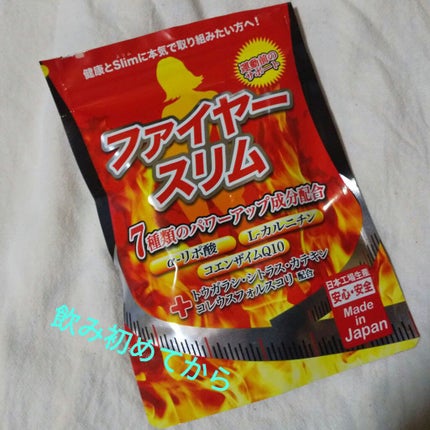 健康とSlimに本気で取り組みたい方へ!
運動前の
サポート
ファイヤー
スリム
7種類のパワーアップ成分配合
α-リポ酸
L-カルニチン
コエンザイムQ10
+トウガラシ・シトラス・カテキン
コレウスフォルスコリ 配合
日本工場生産
安心・安全
Made in
Japan
飲み初めてから